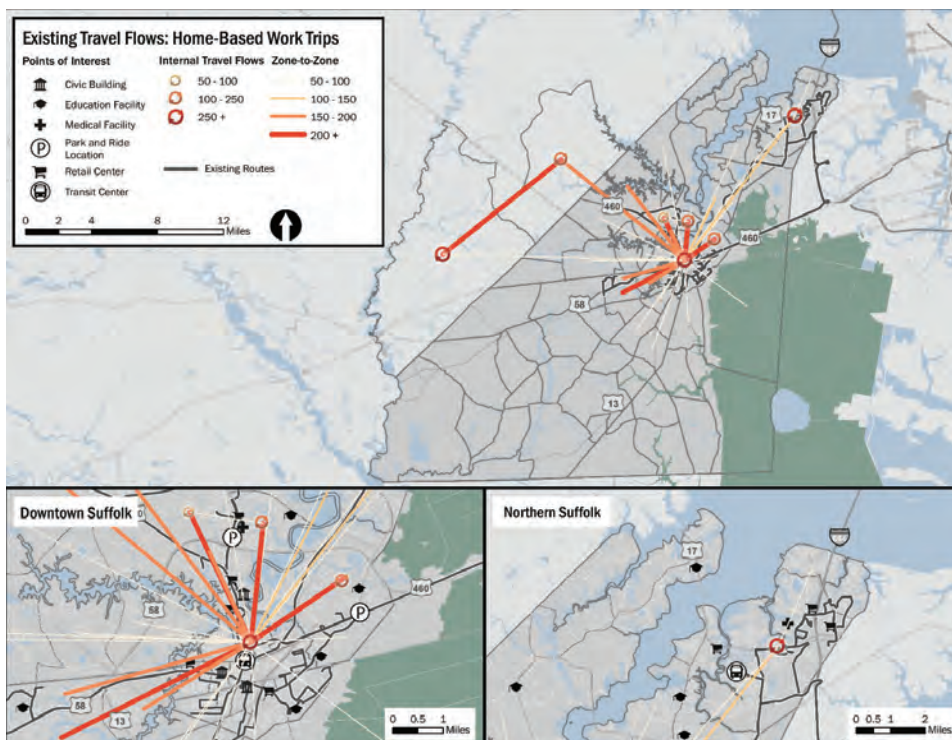 Existing Travel Flows: Home-Based Work Trips
Points of Interest
Civic Building
Education Facility
Medical Facility
P
Park and Ride
Location
Retail Center
Transit Center
Internal Travel Flows
50 - 100
100 - 250
250 +
Zone-to-Zone
50 - 100
100 - 150
150 - 200
200 +
Existing Routes
0 2 4 8 12
Miles
17
460
460
58
13
Downtown Suffolk
P
58
460
P
58
13
0 0.5 1
Miles
Northern Suffolk
17
0 0.5 1 2
Miles